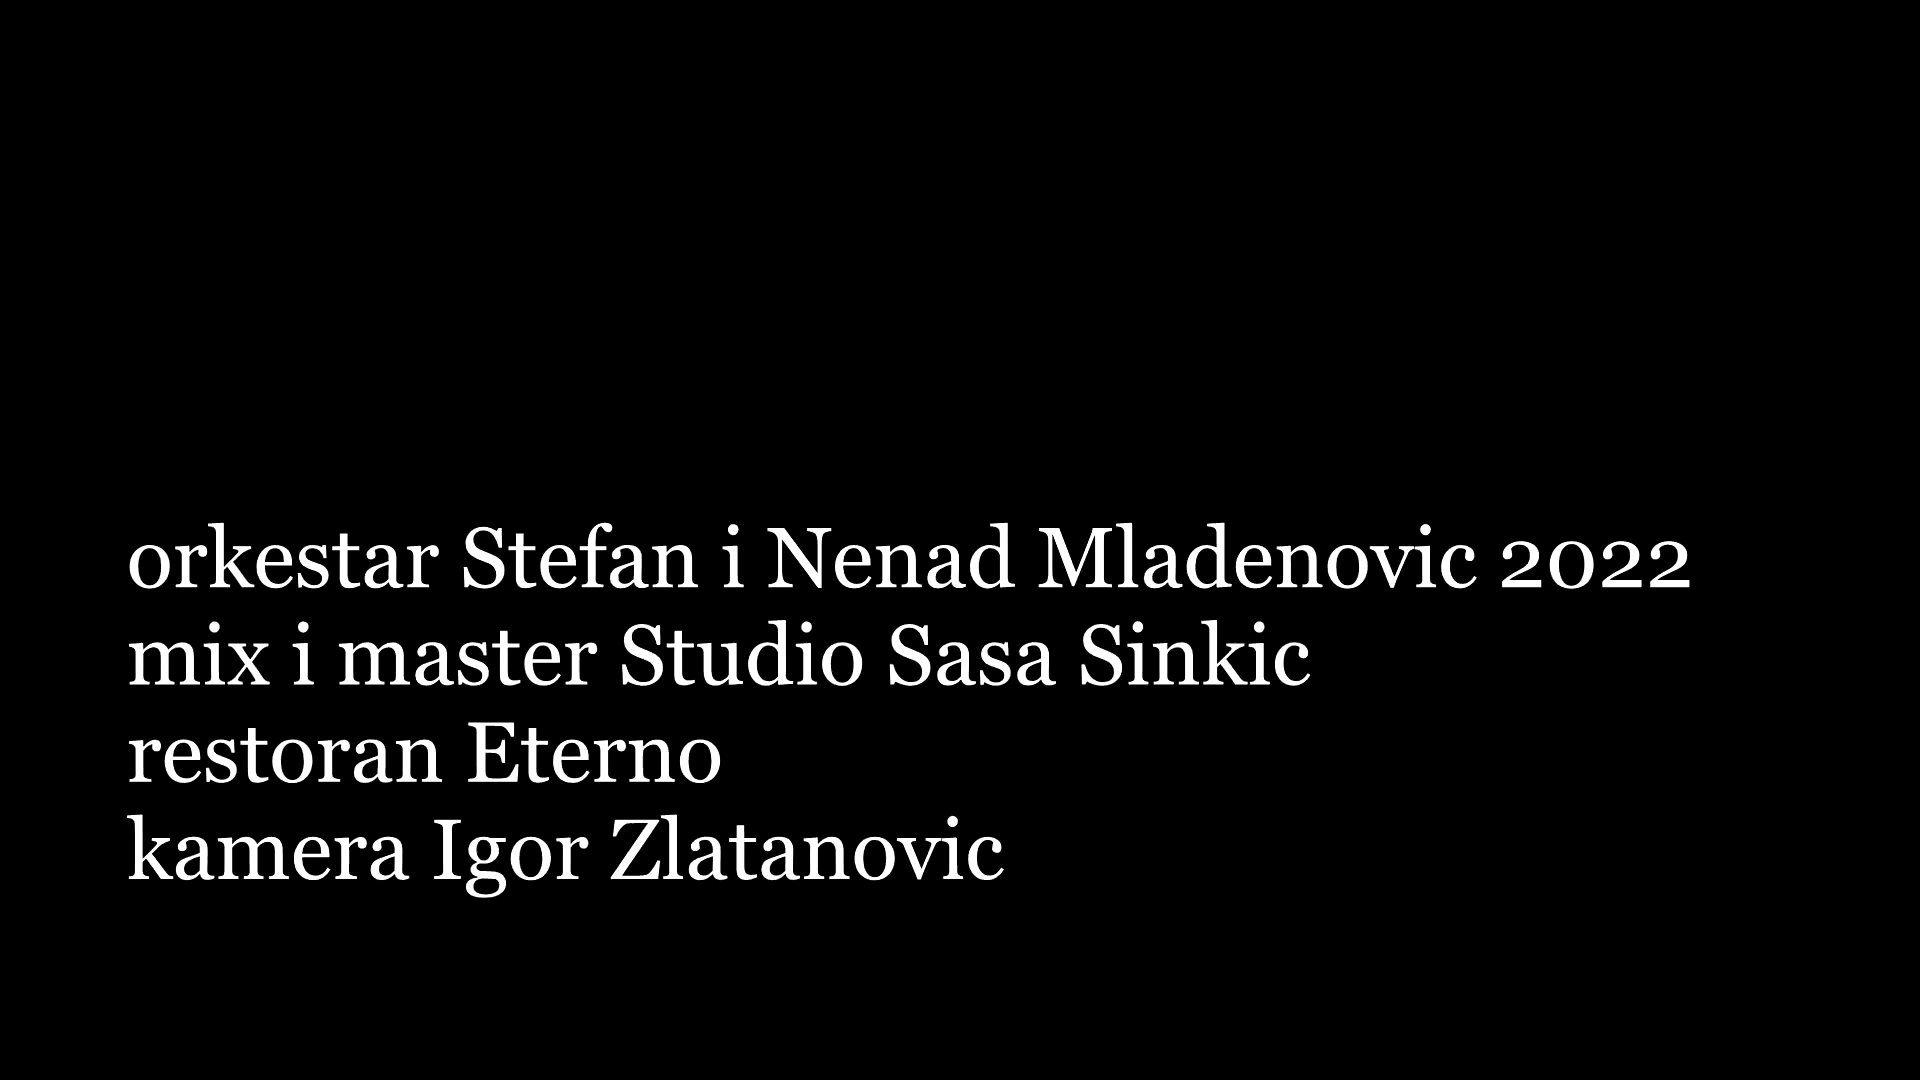 orkestar Stefan i Nenad Mladenovic 2022
mix i master Studio Sasa Sinkic
restoran Eterno
kamera Igor Zlatanovic